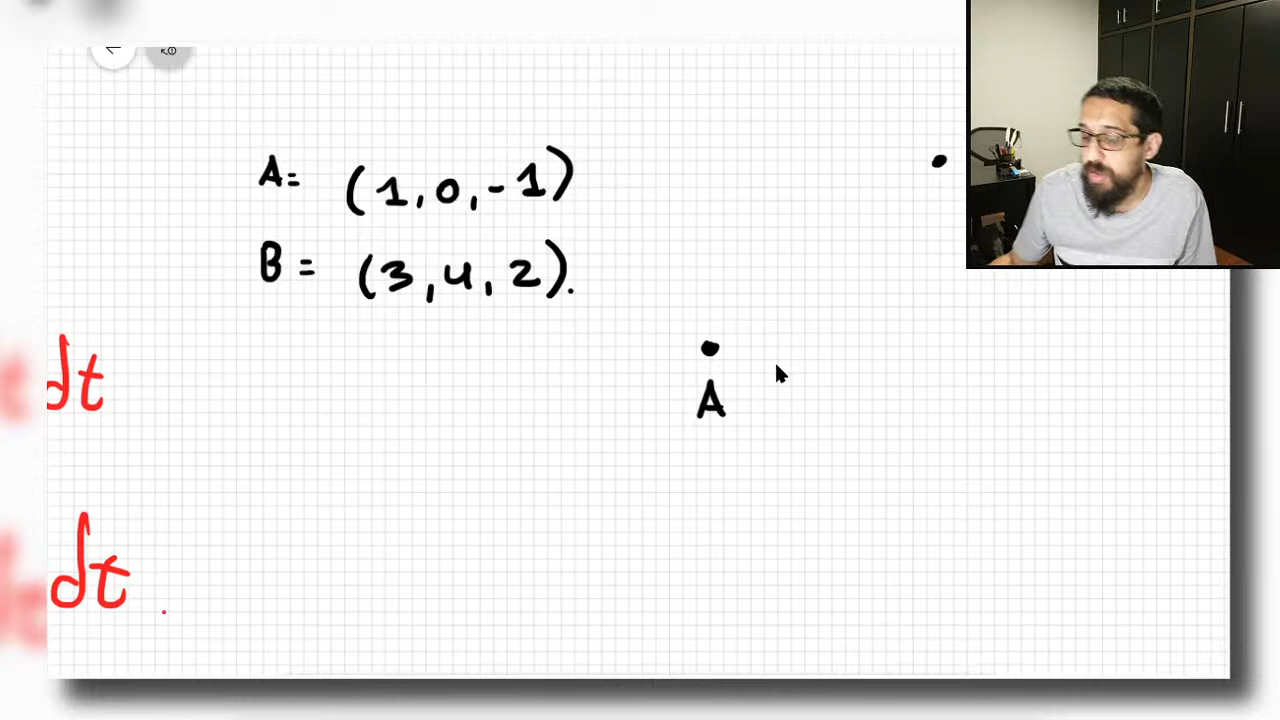 A= (1,0,-1)
B = (3,4,2).
dt
A
dt .